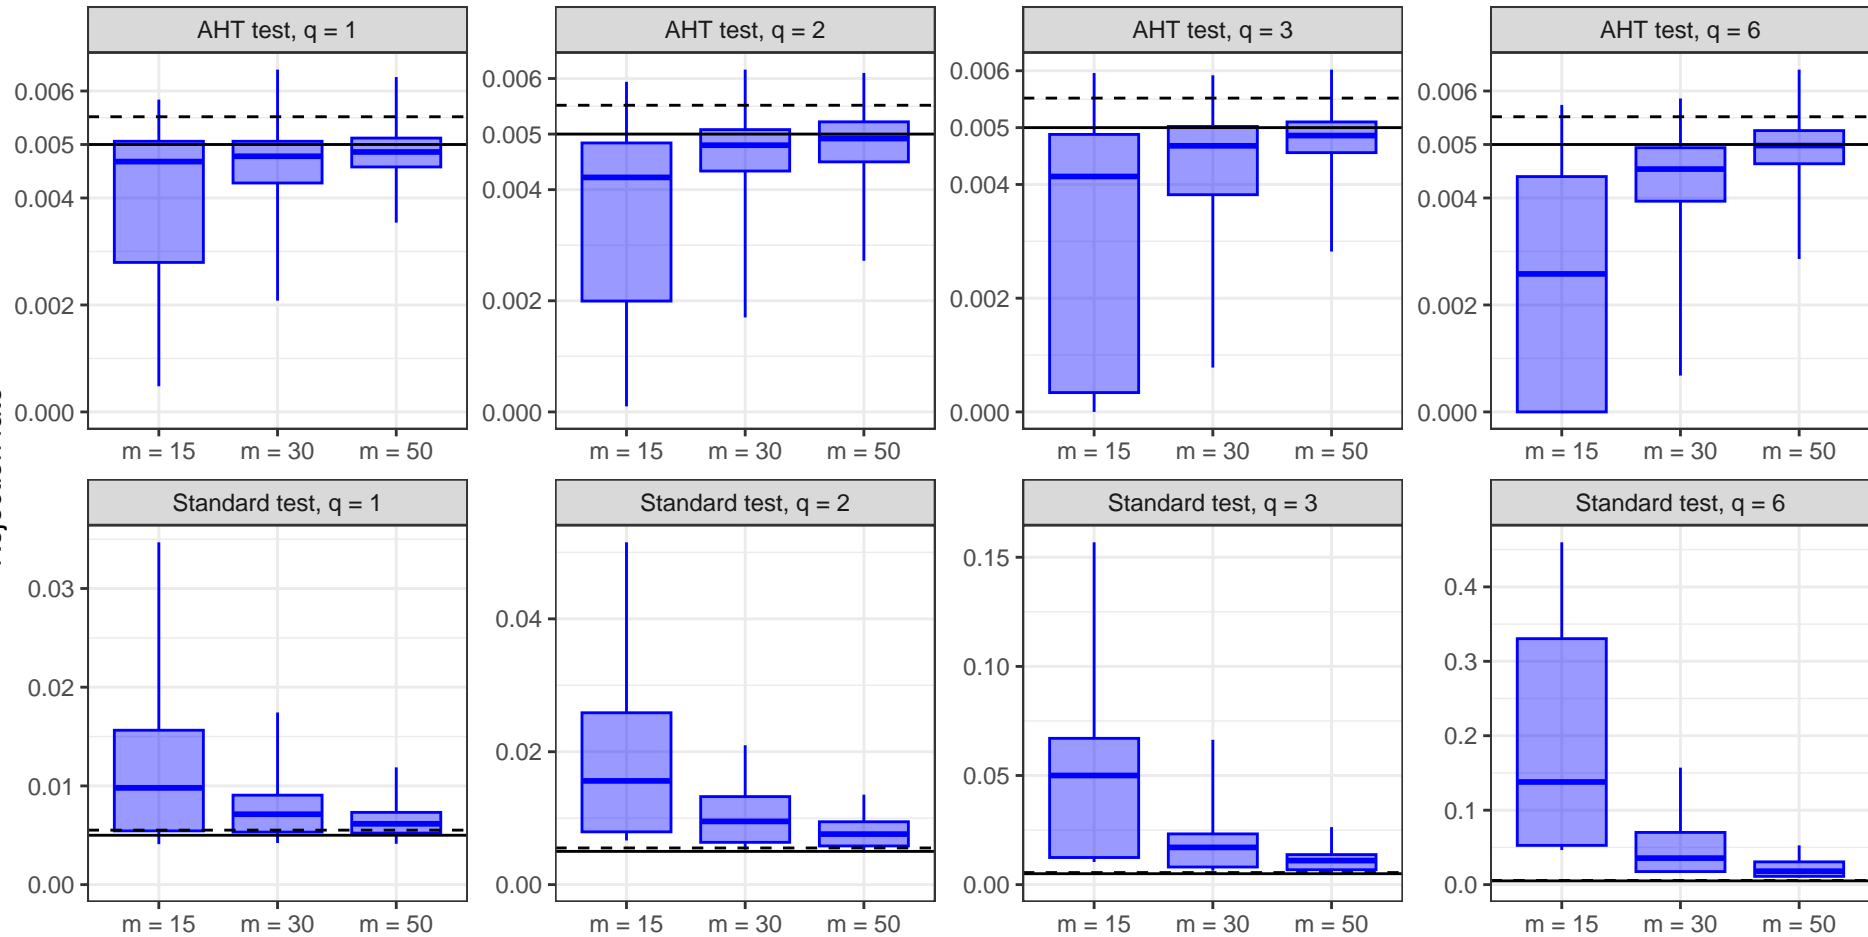 AHT test, q = 1
AHT test, q = 2
AHT test, q = 3
AHT test, q = 6
0.006
0.005
0.004
0.002
0.000
0.006
0.005
0.004
0.002
0.000
0.006
0.005
0.004
0.002
0.000
0.006
0.005
0.004
0.002
0.000
m = 15 m = 30 m = 50
m = 15 m = 30 m = 50
m = 15 m = 30 m = 50
m = 15 m = 30 m = 50
Standard test, q = 1
Standard test, q = 2
Standard test, q = 3
Standard test, q = 6
0.03
0.02
0.01
0.00
0.04
0.02
0.00
0.15
0.10
0.05
0.00
0.4
0.3
0.2
0.1
0.0
m = 15 m = 30 m = 50
m = 15 m = 30 m = 50
m = 15 m = 30 m = 50
m = 15 m = 30 m = 50